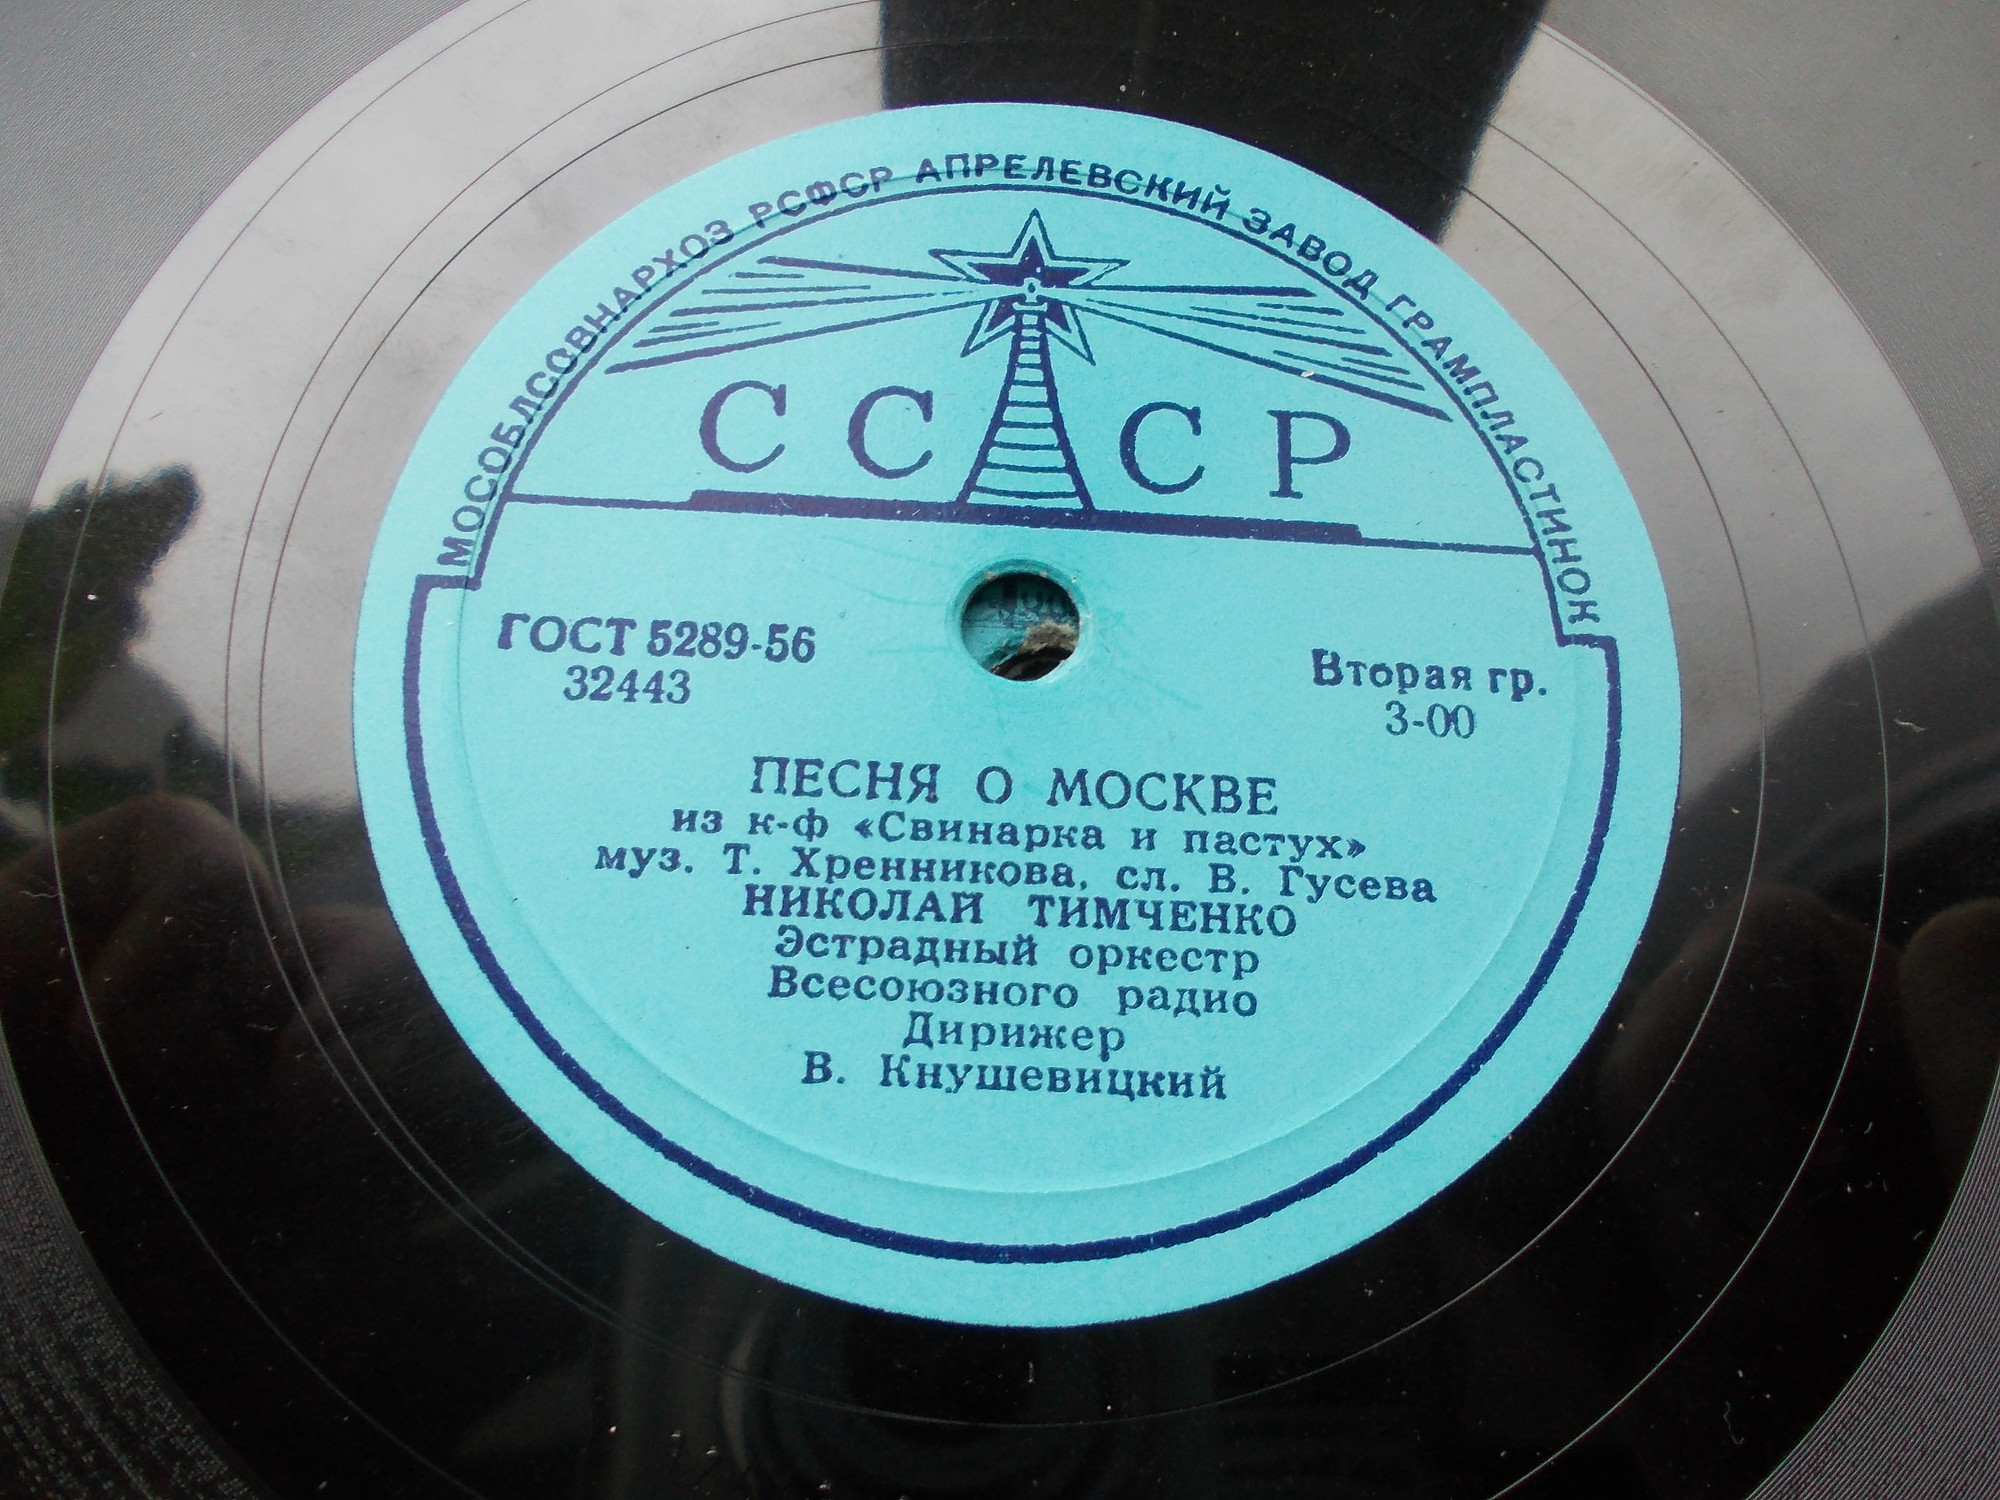 МОСОБЛСОВНАРХОЗ РСФСР АПРЕЛЕВСКИЙ ЗАВОД ГРАМПЛАСТИНОК
СССР
ГОСТ 5289-56
32443
Вторая гр.
3-00
ПЕСНЯ О МОСКВЕ
из к-ф «Свинарка и пастух»
муз. Т. Хренникова, сл. В. Гусева
НИКОЛАЙ ТИМЧЕНКО
Эстрадный оркестр
Всесоюзного радио
Дирижер
В. Кнушевицкий